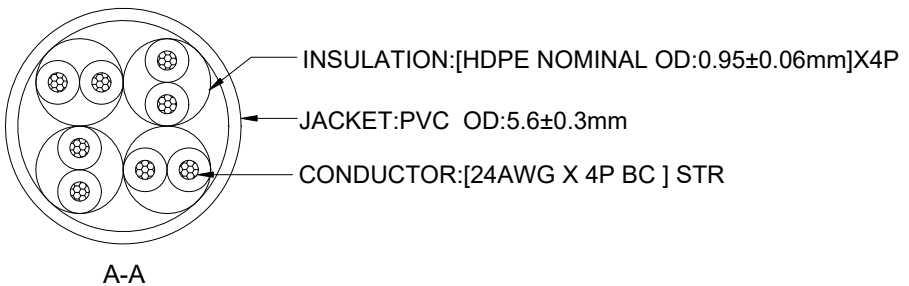 INSULATION:[HDPE NOMINAL OD:0.95±0.06mm]X4P
JACKET:PVC  OD:5.6±0.3mm
CONDUCTOR:[24AWG X 4P BC ] STR
A-A